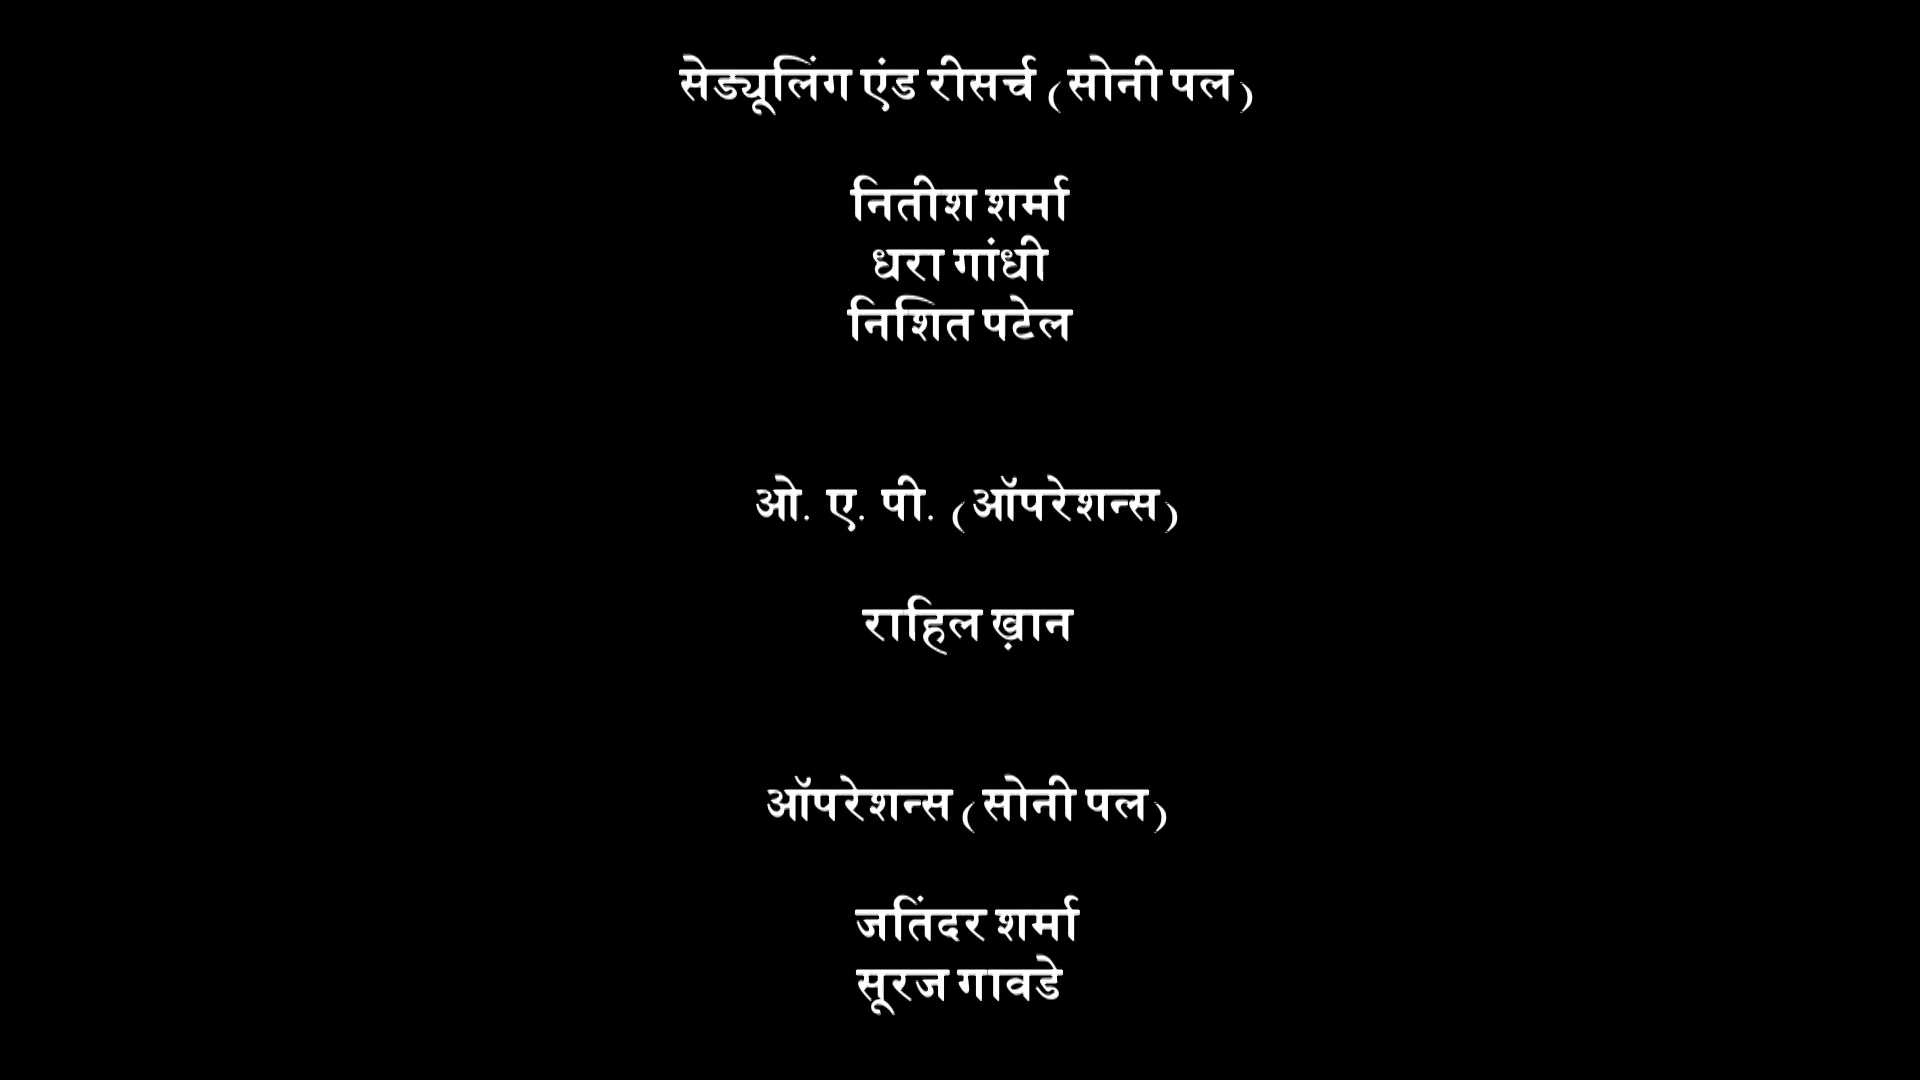 सेड्यूलिंग एंड रीसर्च (सोनी पल)
नितीश शर्मा
धरा गांधी
निशित पटेल
ओ. ए. पी. (ऑपरेशन्स)
राहिल ख़ान
ऑपरेशन्स (सोनी पल)
जतिंदर शर्मा
सूरज गावडे